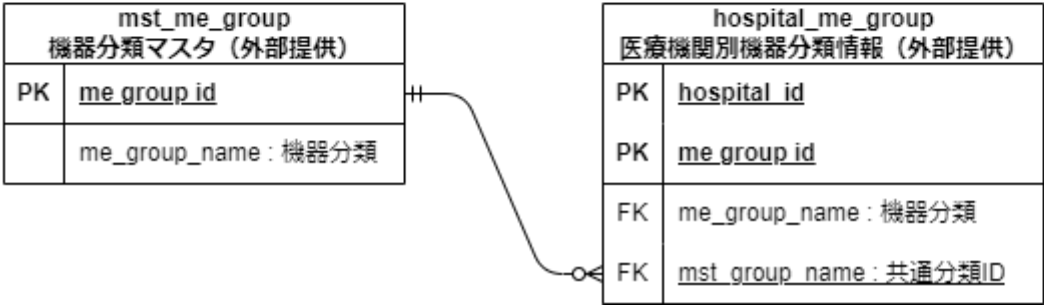 mst_me_group
機器分類マスタ（外部提供）
PK me group id
me_group_name : 機器分類
hospital_me_group
医療機関別機器分類情報（外部提供）
PK hospital_id
PK me group id
FK me_group_name : 機器分類
FK mst_group_name : 共通分類ID